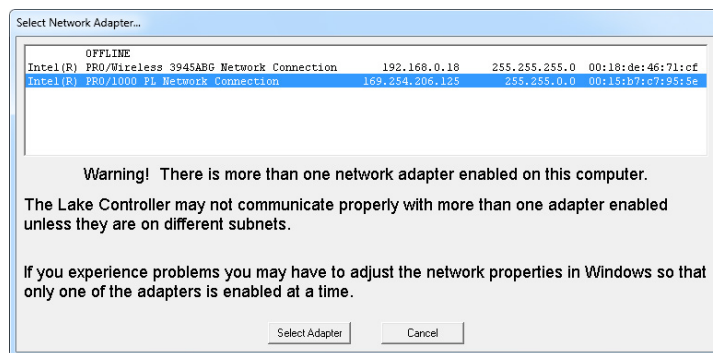 Select Network Adapter...
OFFLINE
Intel(R) PRO/Wireless 3945ABG Network Connection 192.168.0.18 255.255.255.0 00:18:de:46:71:cf
Intel(R) PRO/1000 PL Network Connection 169.254.206.125 255.255.0.0 00:15:b7:c7:95:5e
Warning! There is more than one network adapter enabled on this computer.
The Lake Controller may not communicate properly with more than one adapter enabled
unless they are on different subnets.
If you experience problems you may have to adjust the network properties in Windows so that
only one of the adapters is enabled at a time.
Select Adapter Cancel